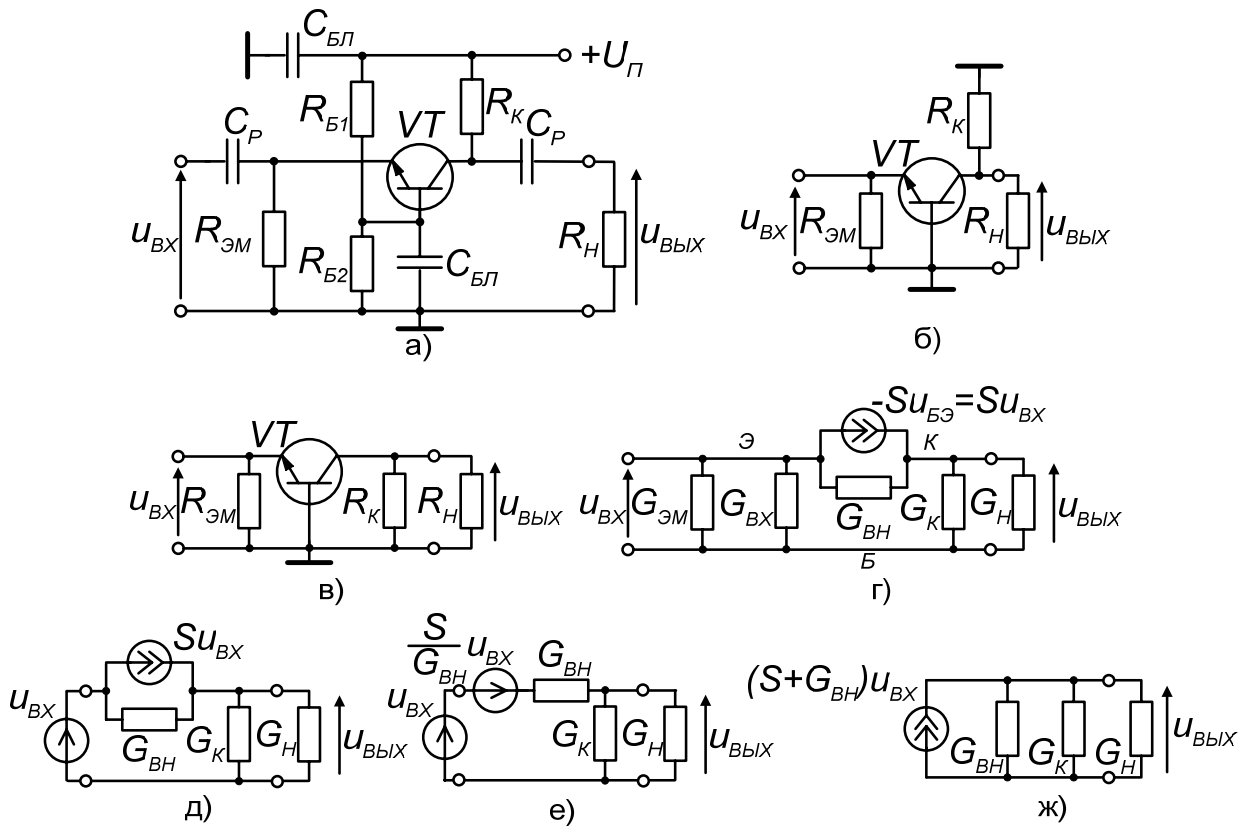 C_БЛ
+U_П
R_Б1
R_К
C_Р
VT
C_Р
u_ВХ
R_ЭМ
R_Б2
C_БЛ
R_Н
u_ВЫХ
а)
R_К
VT
u_ВХ
R_ЭМ
R_Н
u_ВЫХ
б)
VT
u_ВХ
R_ЭМ
R_К
R_Н
u_ВЫХ
в)
-Su_БЭ=Su_ВХ
Э
К
u_ВХ
G_ЭМ
G_ВХ
G_ВН
G_К
G_Н
u_ВЫХ
Б
г)
Su_ВХ
u_ВХ
G_ВН
G_К
G_Н
u_ВЫХ
д)
S
G_ВН
u_ВХ
G_ВН
u_ВХ
G_К
G_Н
u_ВЫХ
е)
(S+G_ВН)u_ВХ
G_ВН
G_К
G_Н
u_ВЫХ
ж)